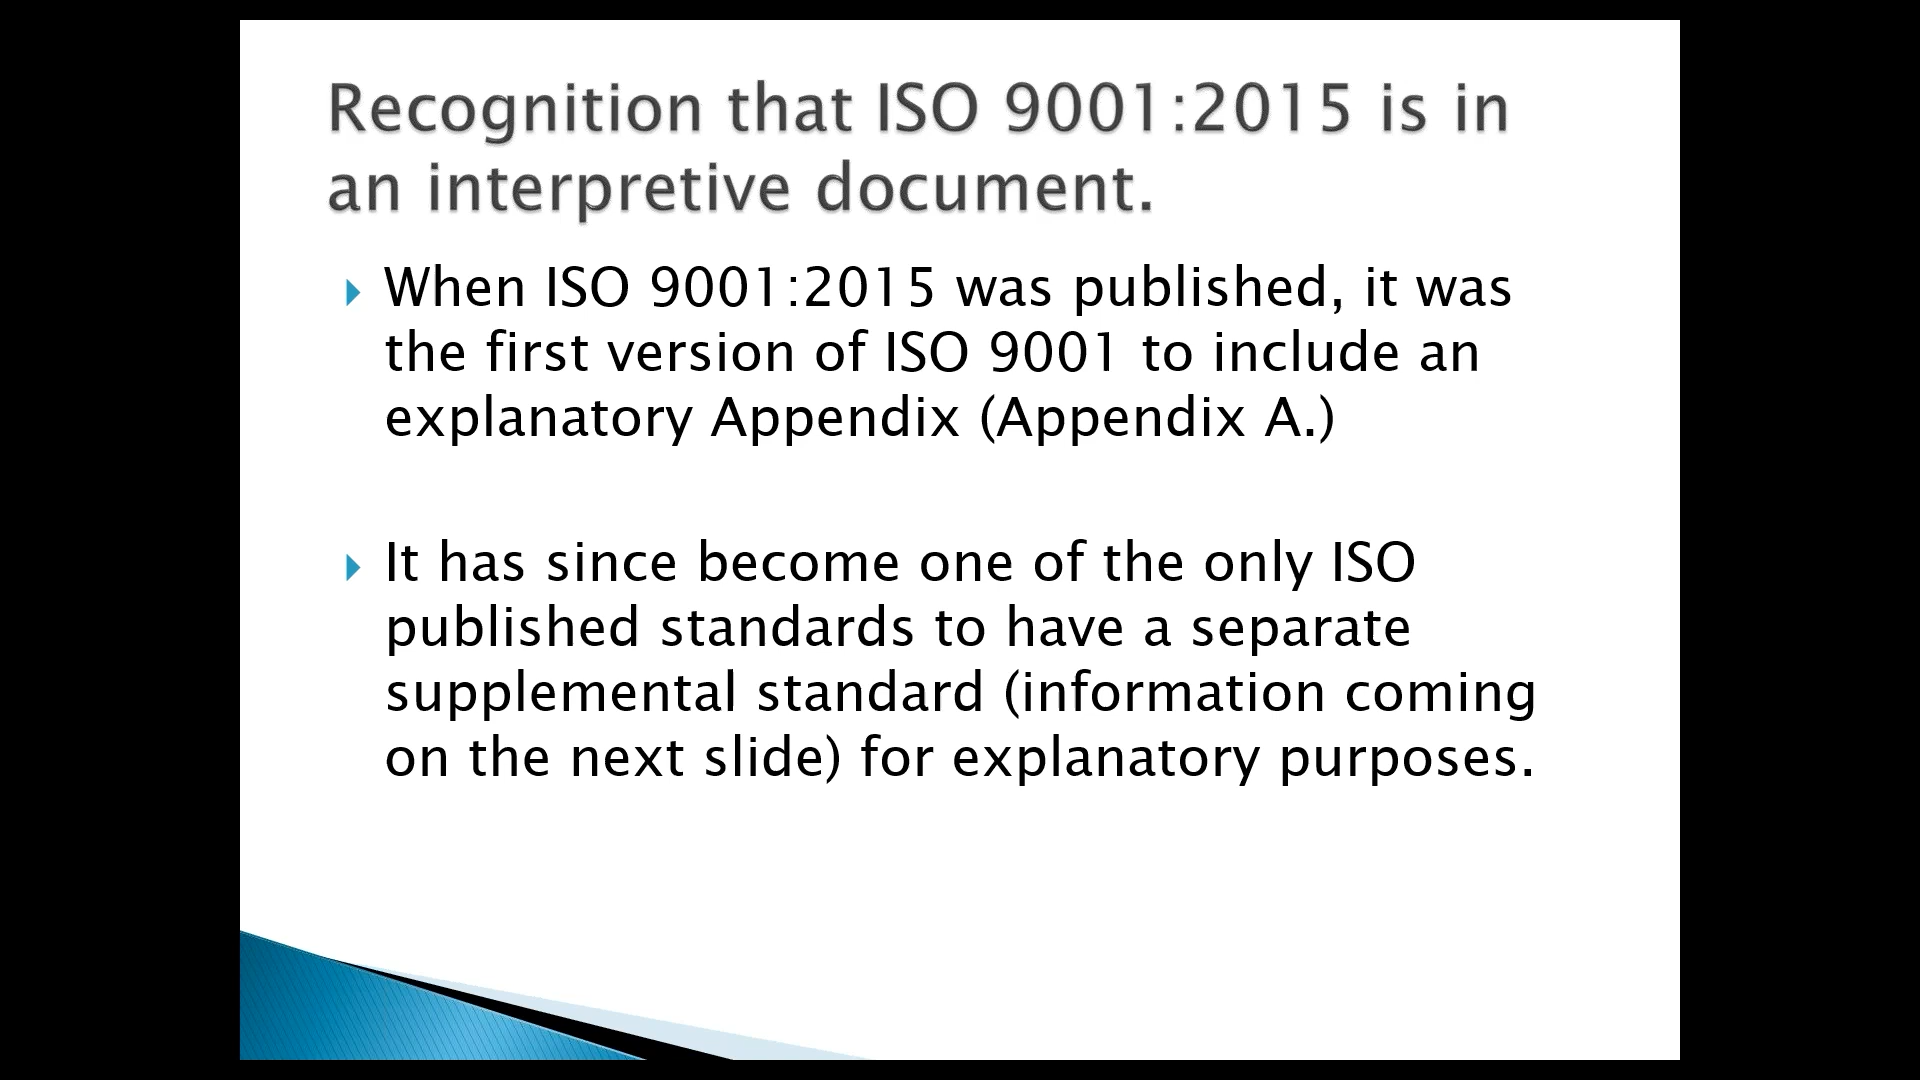 Recognition that ISO 9001:2015 is in
an interpretive document.
When ISO 9001:2015 was published, it was
the first version of ISO 9001 to include an
explanatory Appendix (Appendix A.)
It has since become one of the only ISO
published standards to have a separate
supplemental standard (information coming
on the next slide) for explanatory purposes.